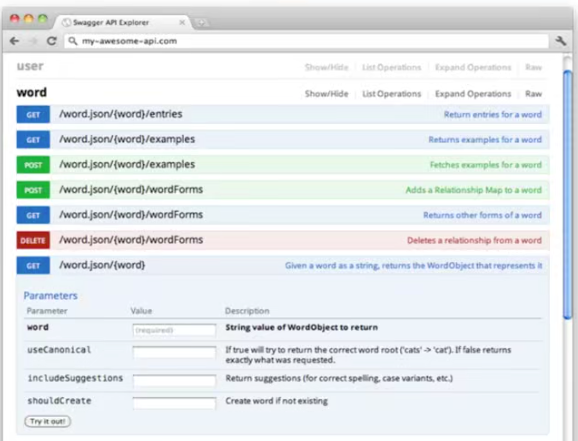 Swagger API Explorer
my-awesome-api.com
user Show/Hide List Operations Expand Operations Raw
word Show/Hide List Operations Expand Operations Raw
GET /word.json/{word}/entries Return entries for a word
GET /word.json/{word}/examples Returns examples for a word
POST /word.json/{word}/examples Fetches examples for a word
POST /word.json/{word}/wordForms Adds a Relationship Map to a word
GET /word.json/{word}/wordForms Returns other forms of a word
DELETE /word.json/{word}/wordForms Deletes a relationship from a word
GET /word.json/{word} Given a word as a string, returns the WordObject that represents it
Parameters
Parameter Value Description
word (required) String value of WordObject to return
useCanonical If true will try to return the correct word root ('cats' -> 'cat'). If false returns
exactly what was requested.
includeSuggestions Return suggestions (for correct spelling, case variants, etc.)
shouldCreate Create word if not existing
Try it out!